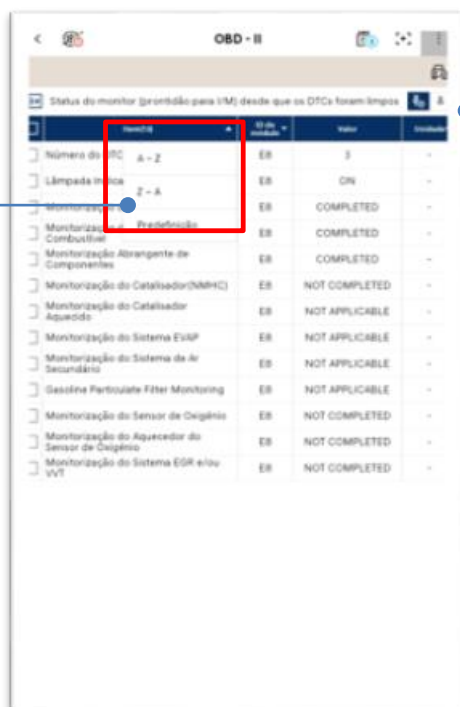 OBD - II
Status do monitor (prontidão para I/M) desde que os DTCs foram limpos
Item(13) ID do módulo Valor Unidade
Número do DTC E8 3 -
A - Z
Lâmpada E8 ON -
Z - A
Monitorização E8 COMPLETED -
Predefinição
Monitorização E8 COMPLETED -
Combustível
Monitorização Abrangente de E8 COMPLETED -
Componentes
Monitorização do Catalisador(NMHC) E8 NOT COMPLETED -
Monitorização do Catalisador E8 NOT APPLICABLE -
Aquecido
Monitorização do Sistema EVAP E8 NOT APPLICABLE -
Monitorização do Sistema de Ar E8 NOT APPLICABLE -
Secundário
Gasoline Particulate Filter Monitoring E8 NOT APPLICABLE -
Monitorização do Sensor de Oxigênio E8 NOT COMPLETED -
Monitorização do Aquecedor do E8 NOT COMPLETED -
Sensor de Oxigênio
Monitorização do Sistema EGR e/ou E8 NOT COMPLETED -
VVT